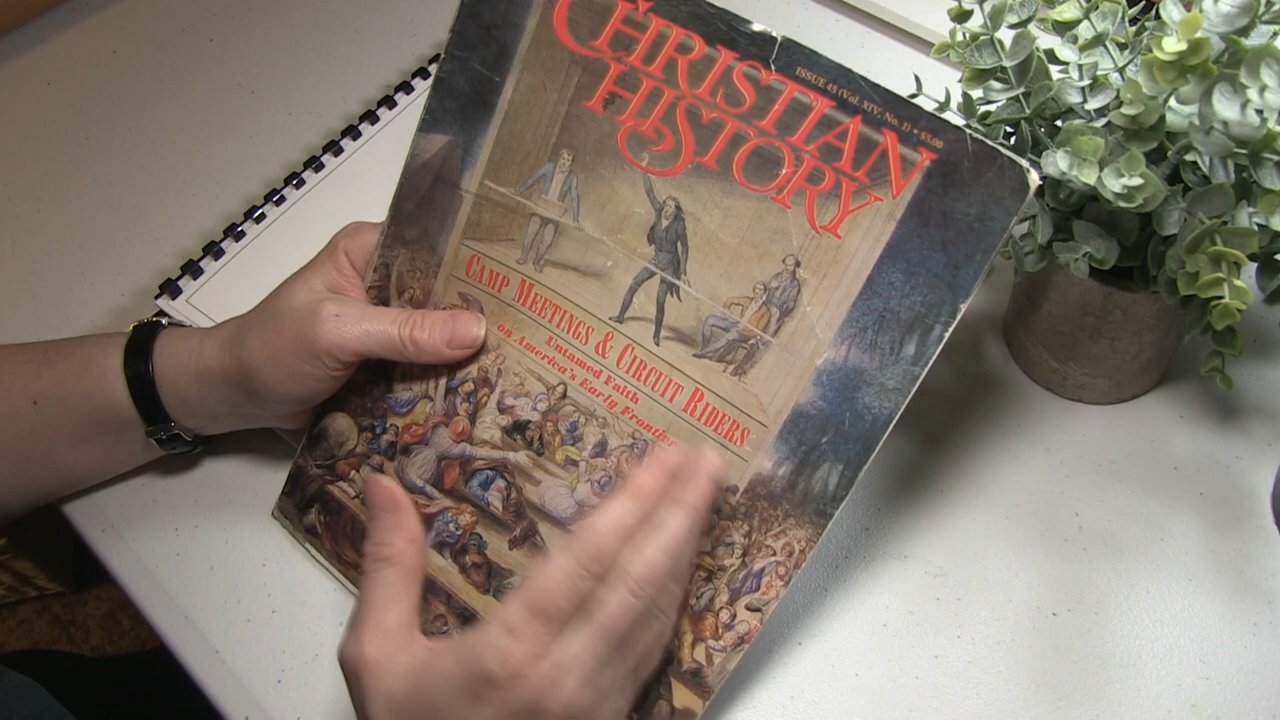 CHRISTIAN
HISTORY
ISSUE 45 (Vol. XIV, No. 1) • $5.00
CAMP MEETINGS & CIRCUIT RIDERS
Untamed Faith
on America's Early Frontier